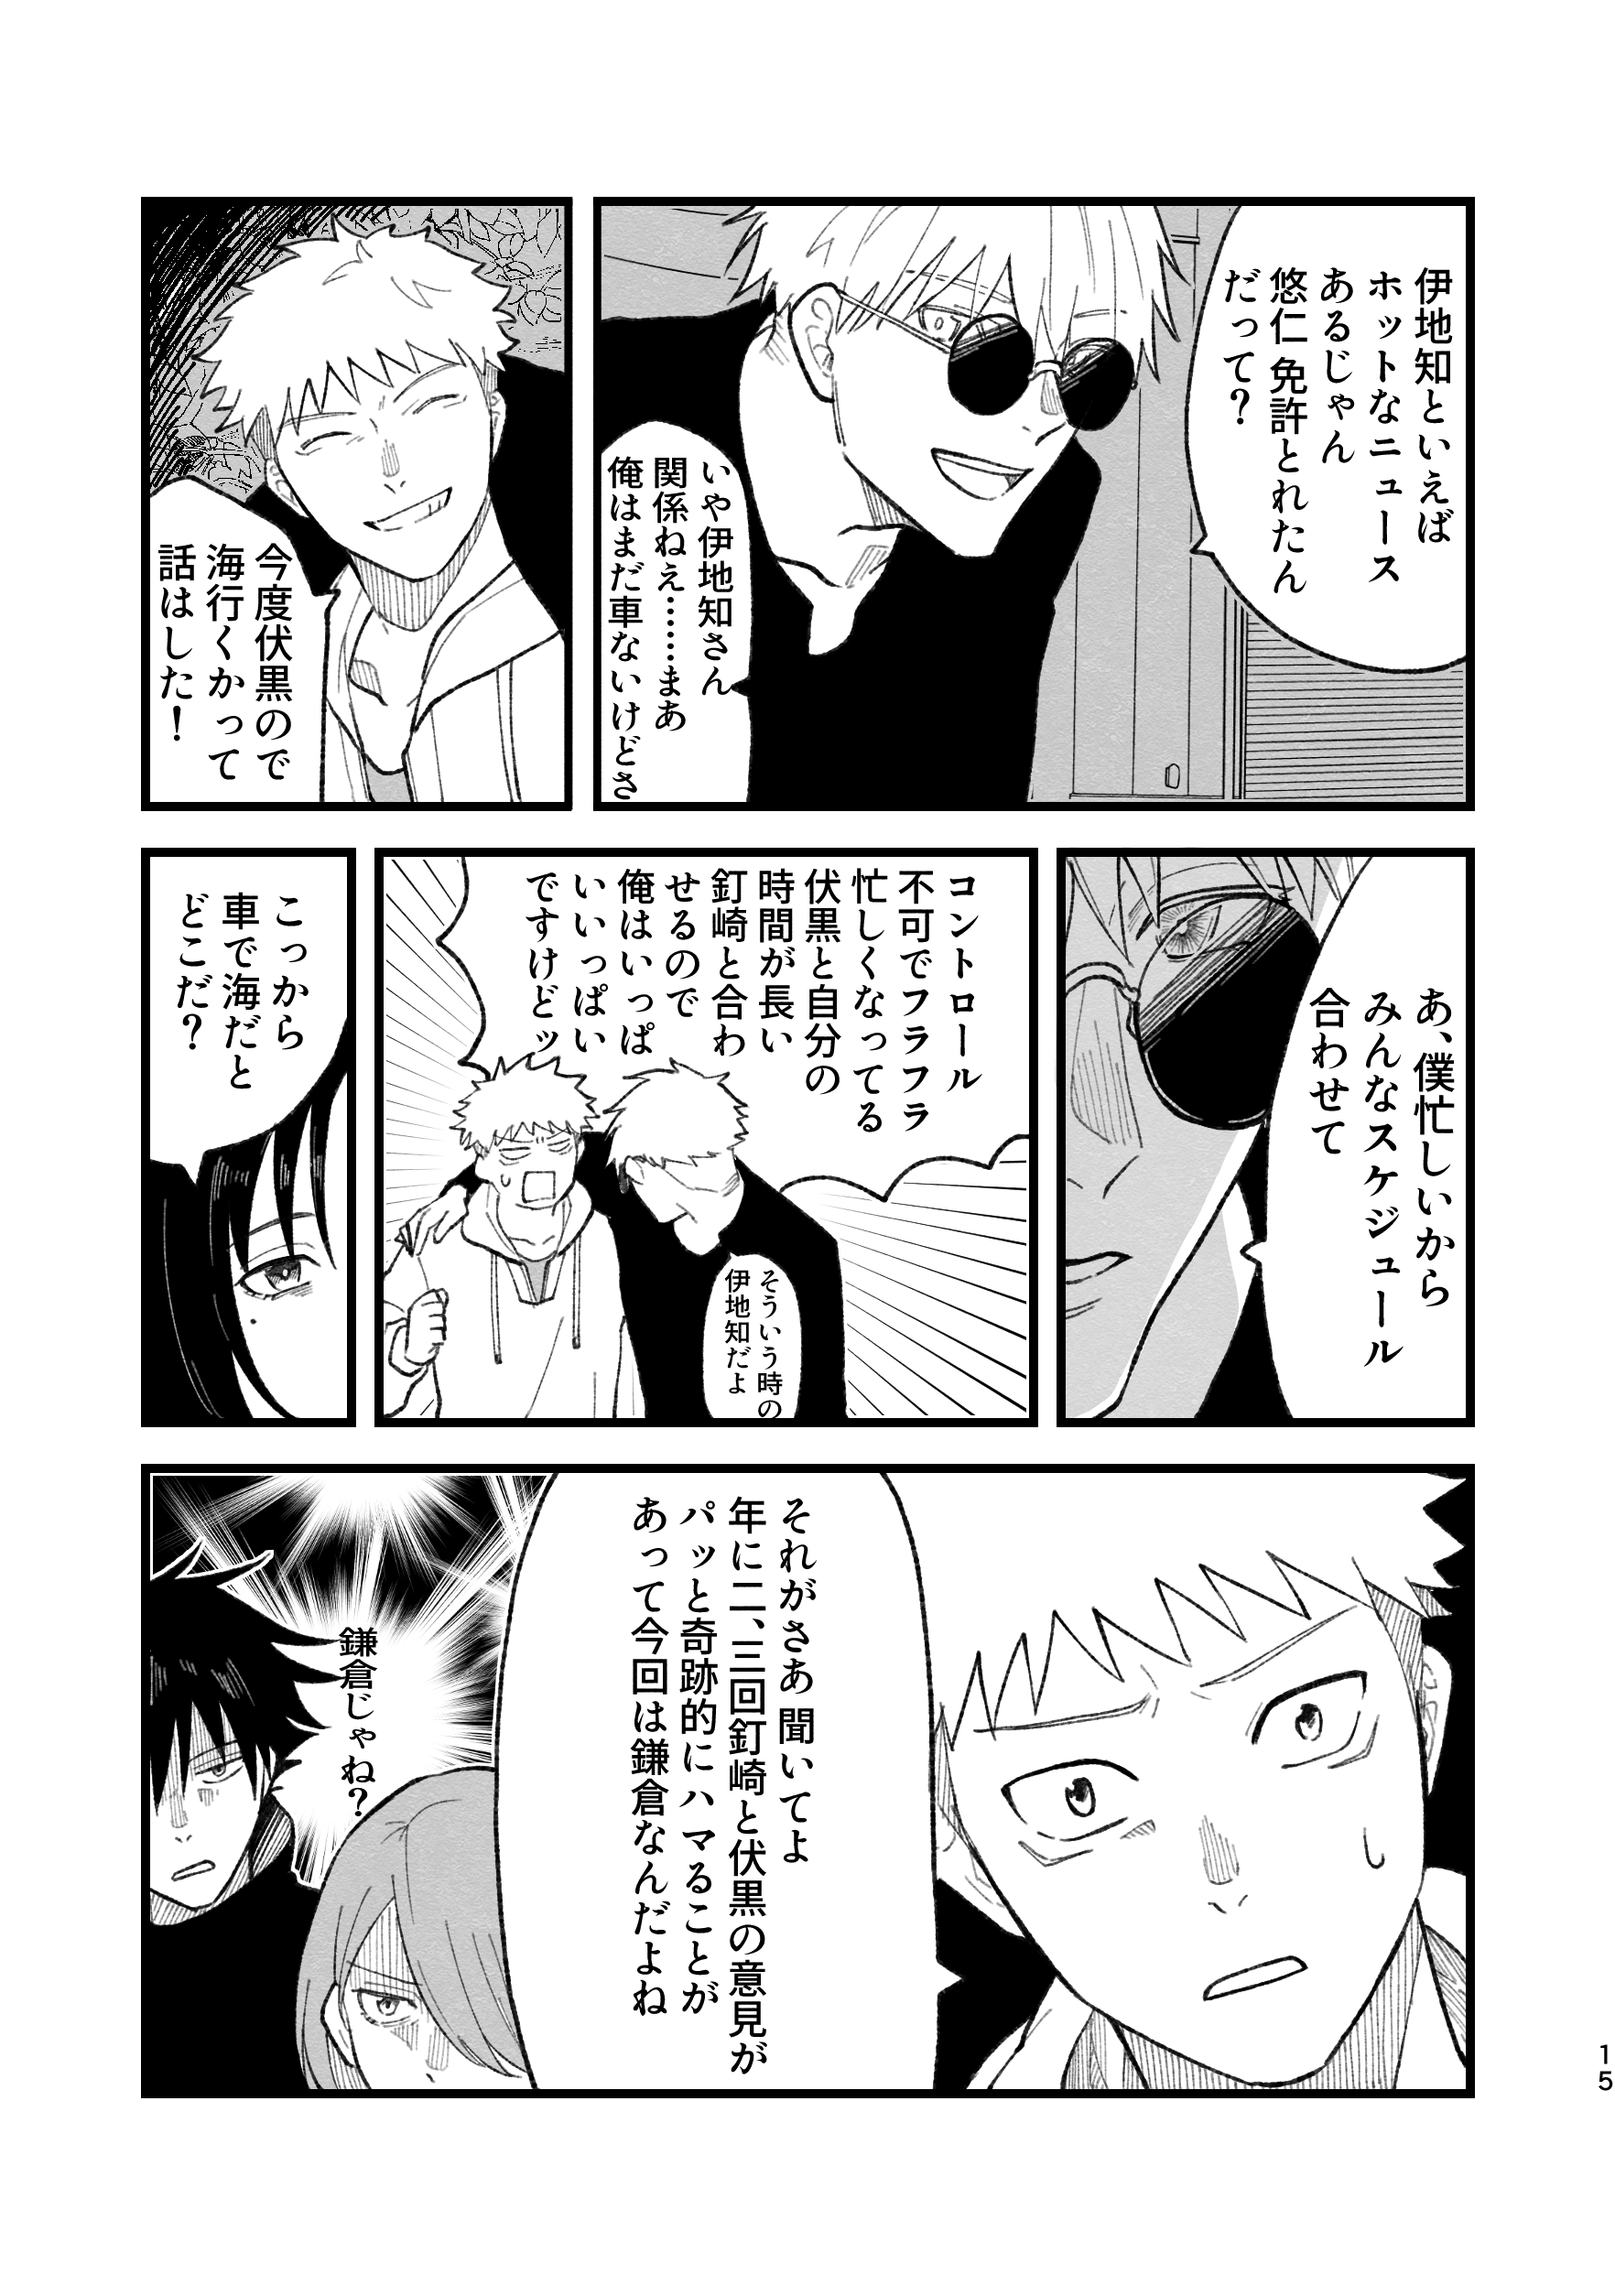 伊地知といえば
ホットなニュース
あるじゃん
悠仁 免許とれたん
だって?
いや伊地知さん
関係ねえ……まあ
俺はまだ車ないけどさ
今度伏黒ので
海行くかって
話はした!
あ、僕忙しいから
みんなスケジュール
合わせて
コントロール
不可でフラフラ
忙しくなってる
伏黒と自分の
時間が長い
釘崎と合わ
せるので
俺はいっぱ
いいっぱい
ですけどッ
そういう時の
伊地知だよ
こっから
車で海だと
どこだ?
それがさあ 聞いてよ
年に二、三回釘崎と伏黒の意見が
パッと奇跡的にハマることが
あって今回は鎌倉なんだよね
鎌倉じゃね?
15